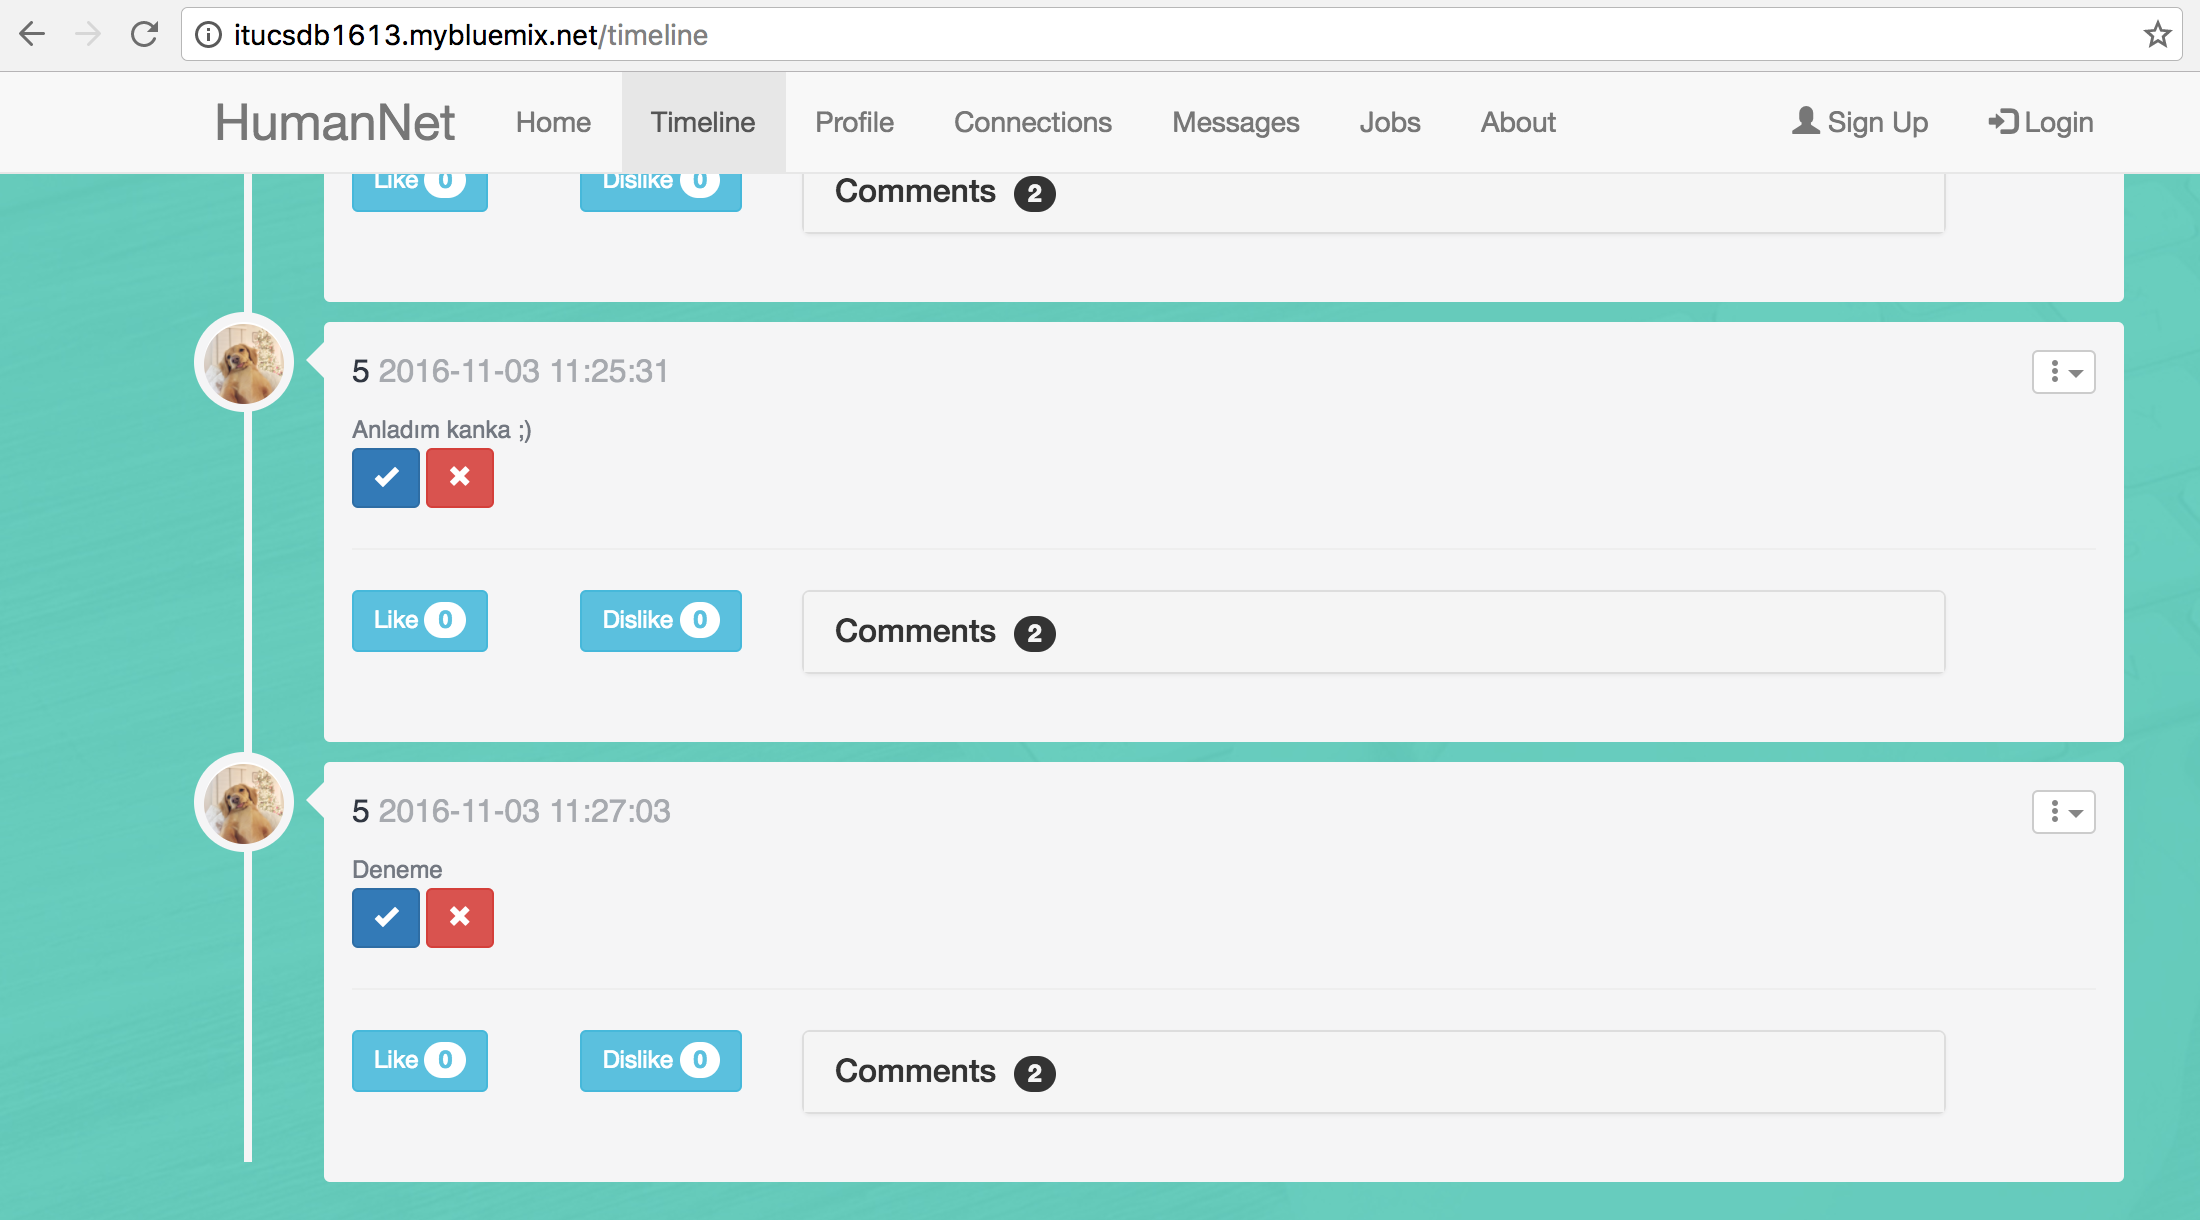 itucsdb1613.mybluemix.net/timeline
HumanNet Home Timeline Profile Connections Messages Jobs About Sign Up Login
Like 0 Dislike 0 Comments 2
5 2016-11-03 11:25:31
Anladım kanka ;)
Like 0 Dislike 0 Comments 2
5 2016-11-03 11:27:03
Deneme
Like 0 Dislike 0 Comments 2